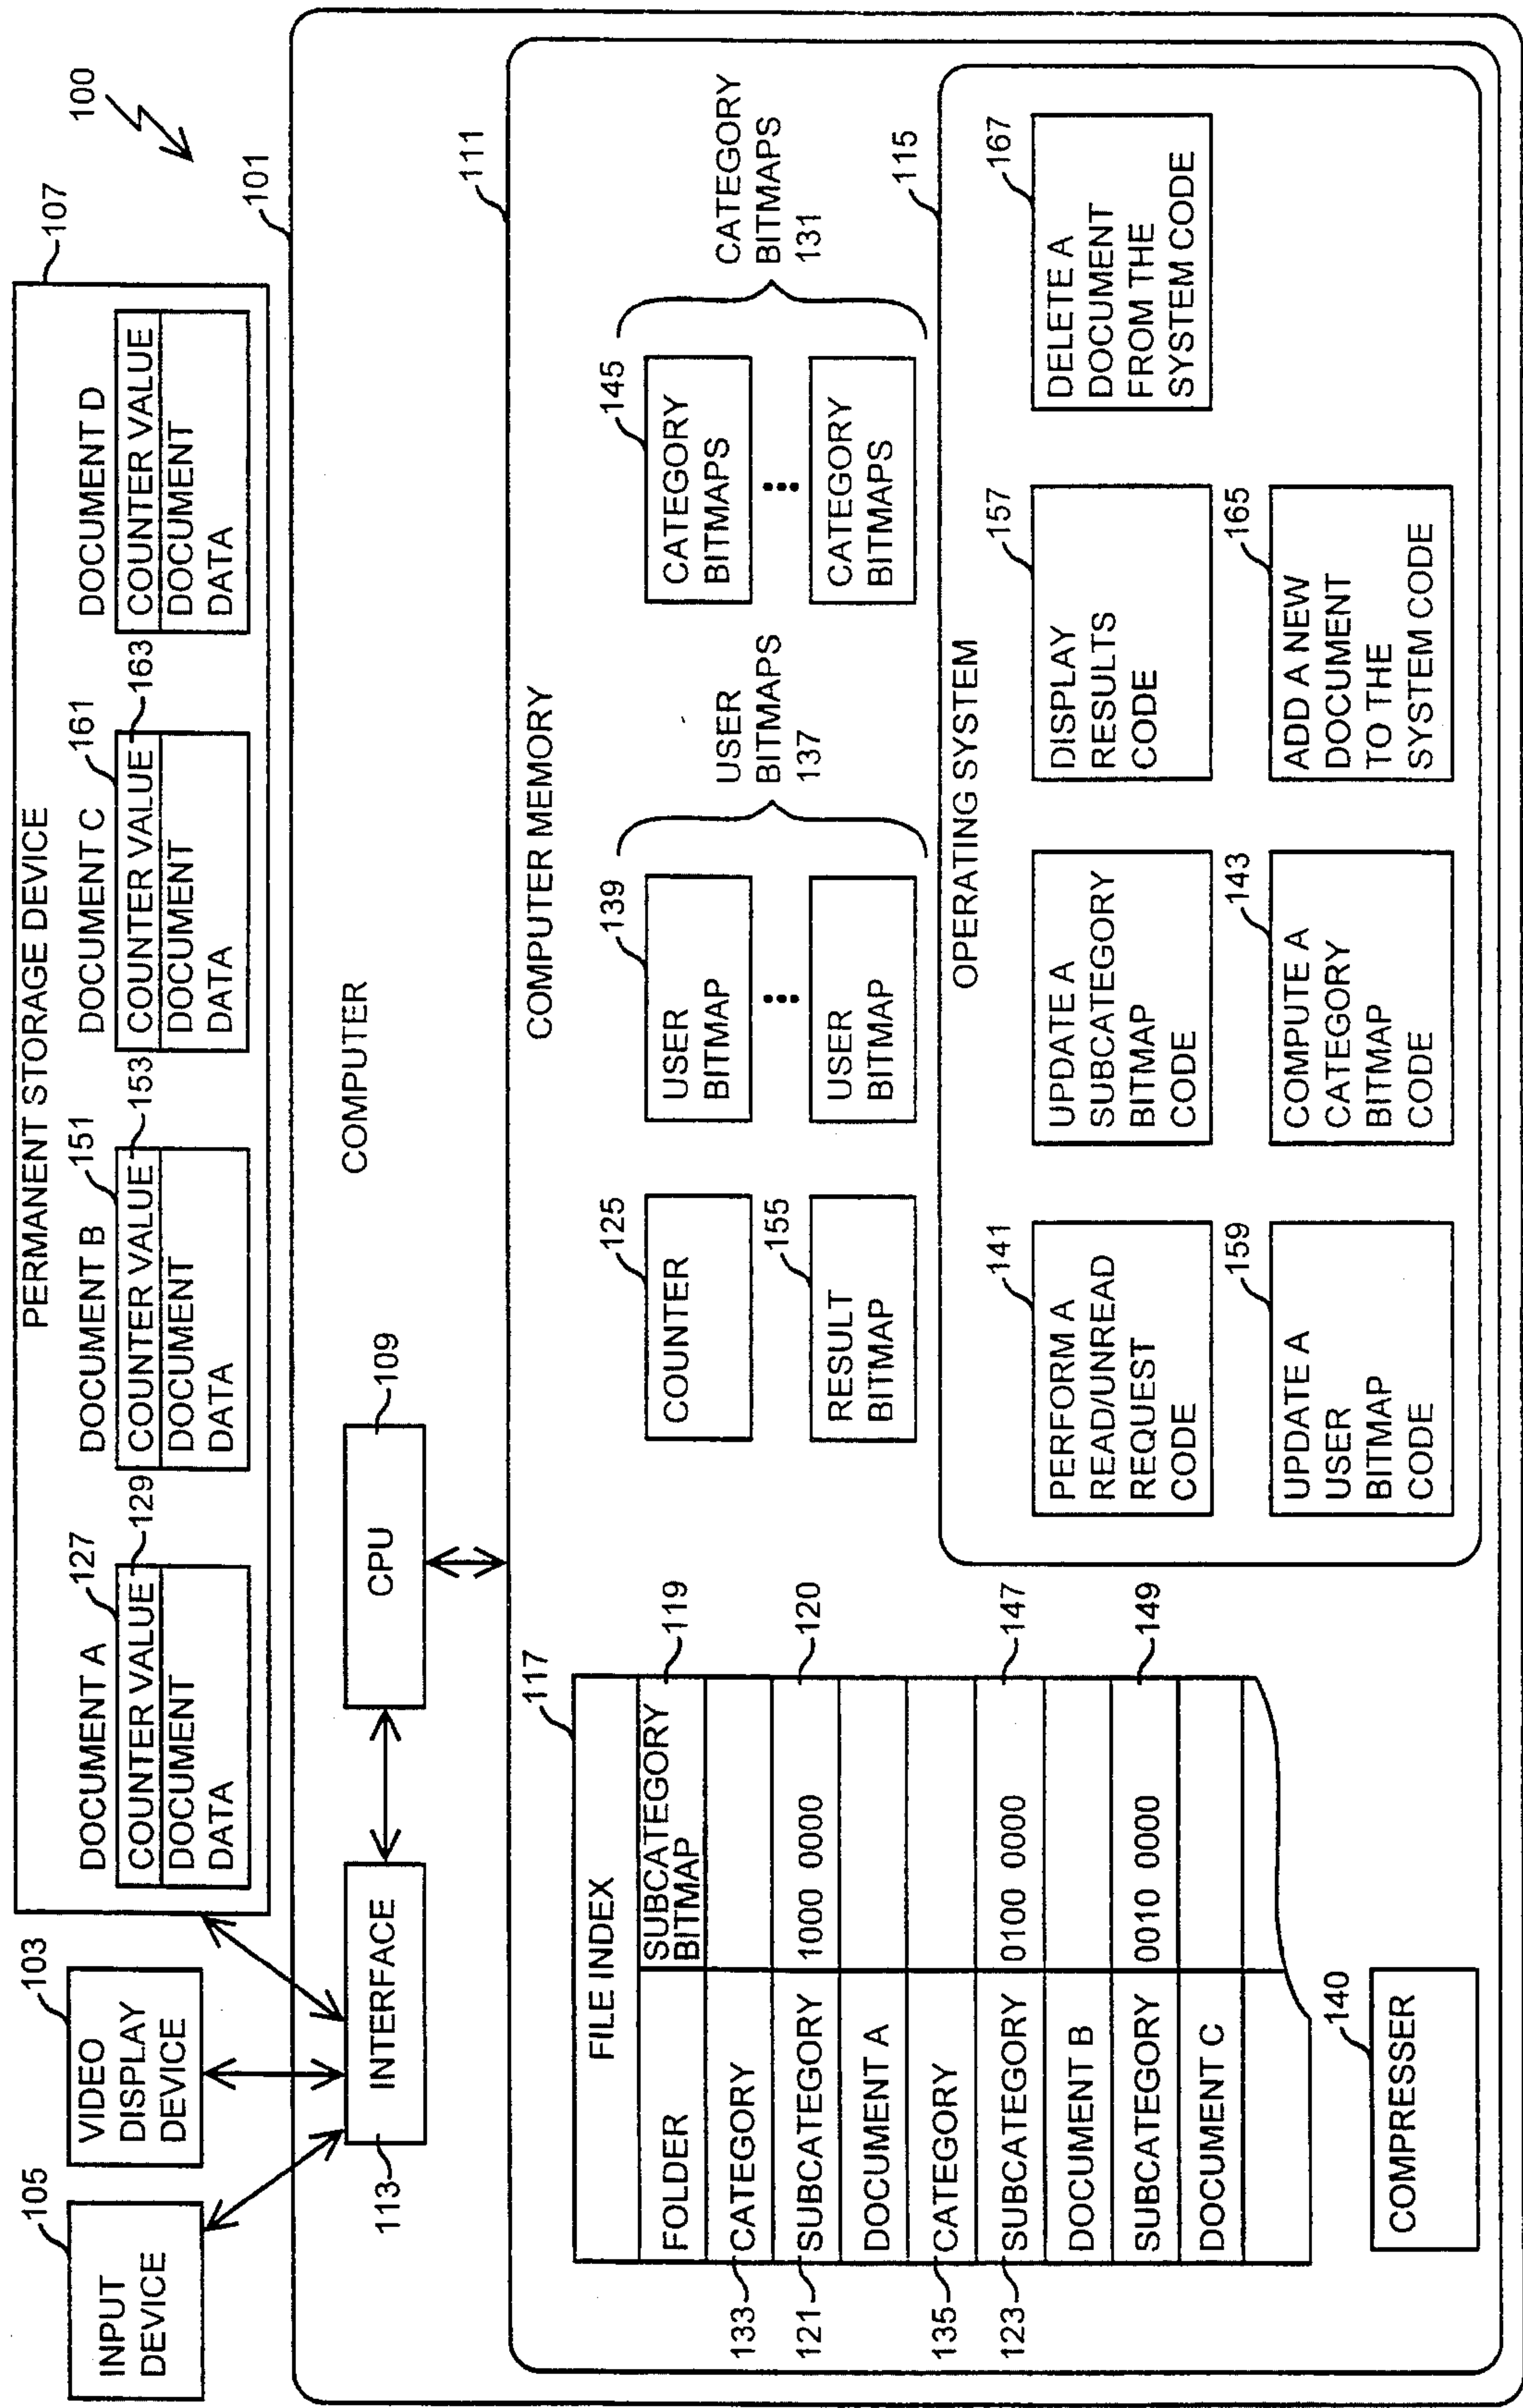 100
PERMANENT STORAGE DEVICE
107
DOCUMENT A
127
COUNTER VALUE
129
DOCUMENT
DATA
DOCUMENT B
151
COUNTER VALUE
153
DOCUMENT
DATA
DOCUMENT C
161
COUNTER VALUE
163
DOCUMENT
DATA
DOCUMENT D
COUNTER VALUE
DOCUMENT
DATA
105
INPUT
DEVICE
103
VIDEO
DISPLAY
DEVICE
101
COMPUTER
INTERFACE
113
CPU
109
111
COMPUTER MEMORY
117
FILE INDEX
FOLDER
SUBCATEGORY
BITMAP
119
133
CATEGORY
121
SUBCATEGORY
1000 0000
120
DOCUMENT A
135
CATEGORY
123
SUBCATEGORY
0100 0000
147
DOCUMENT B
SUBCATEGORY
0010 0000
149
DOCUMENT C
140
COMPRESSER
125
COUNTER
155
RESULT
BITMAP
139
USER
BITMAP
USER
BITMAP
USER
BITMAPS
137
145
CATEGORY
BITMAPS
CATEGORY
BITMAPS
CATEGORY
BITMAPS
131
115
OPERATING SYSTEM
141
PERFORM A
READ/UNREAD
REQUEST
CODE
UPDATE A
SUBCATEGORY
BITMAP
CODE
157
DISPLAY
RESULTS
CODE
167
DELETE A
DOCUMENT
FROM THE
SYSTEM CODE
159
UPDATE A
USER
BITMAP
CODE
143
COMPUTE A
CATEGORY
BITMAP
CODE
165
ADD A NEW
DOCUMENT
TO THE
SYSTEM CODE